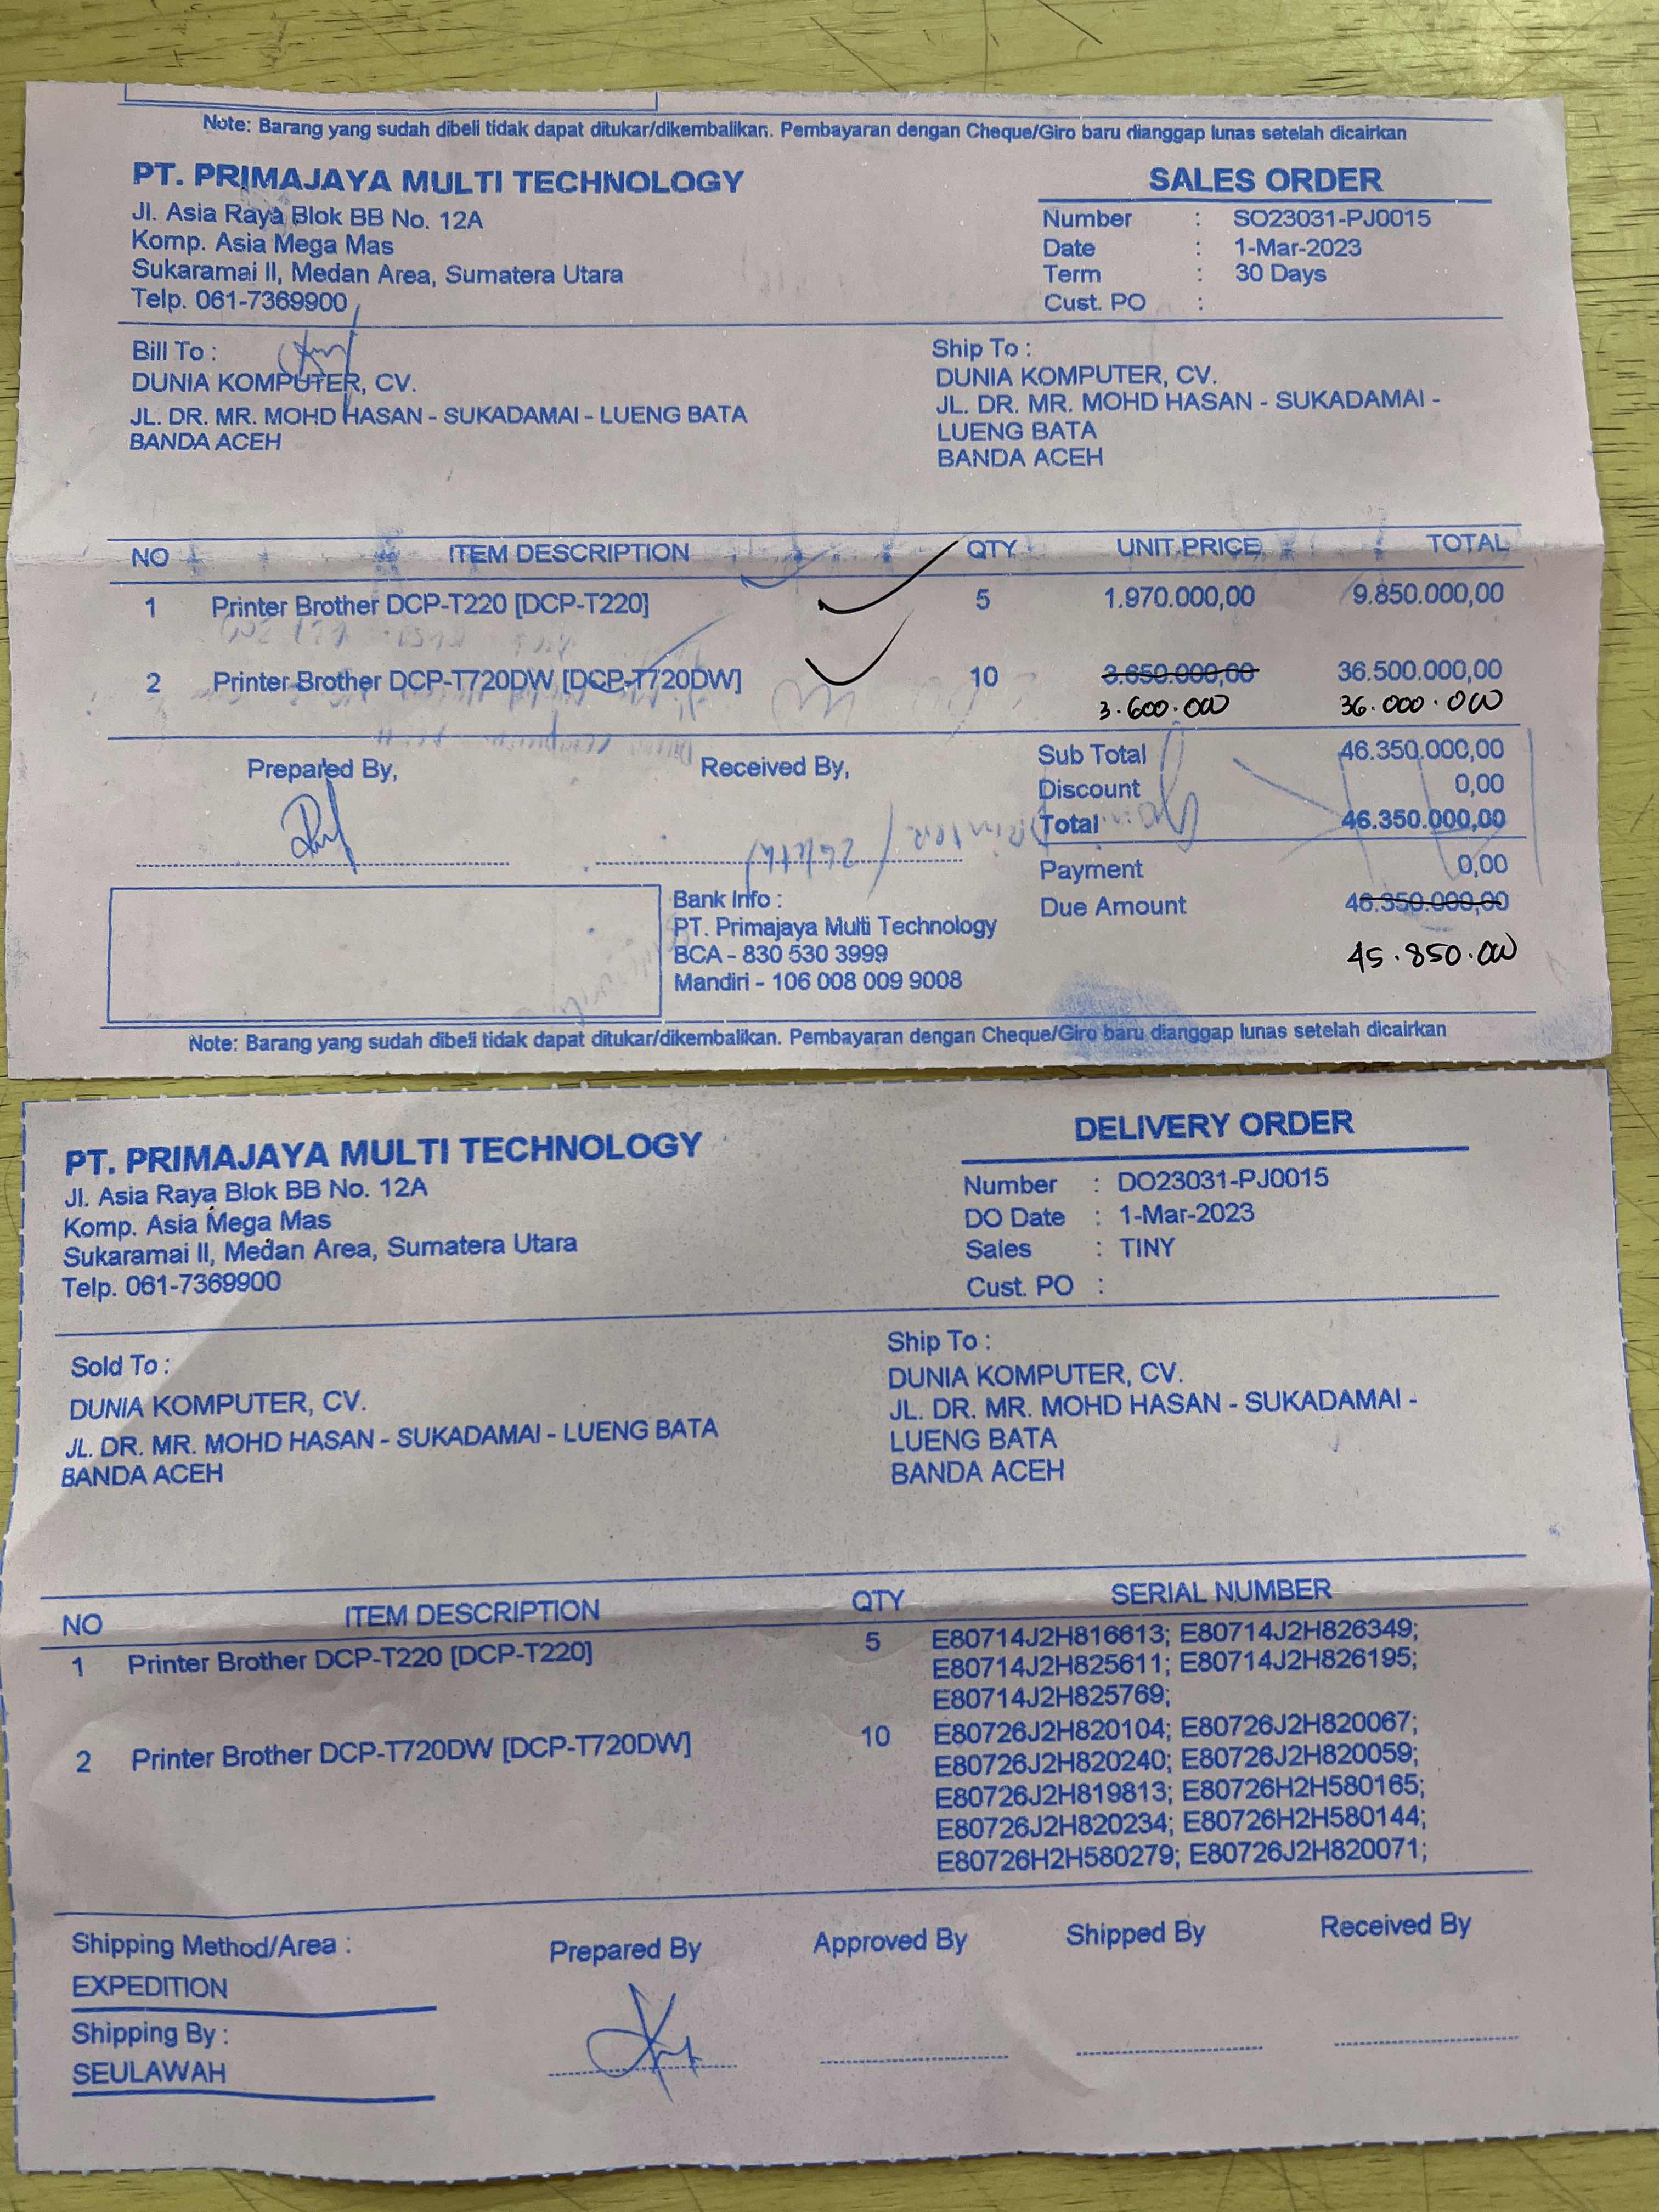 Note: Barang yang sudah dibeli tidak dapat ditukar/dikembalikan. Pembayaran dengan Cheque/Giro baru dianggap lunas setelah dicairkan
PT. PRIMAJAYA MULTI TECHNOLOGY
Jl. Asia Raya Blok BB No. 12A
Komp. Asia Mega Mas
Sukaramai II, Medan Area, Sumatera Utara
Telp. 061-7369900
SALES ORDER
Number : SO23031-PJ0015
Date : 1-Mar-2023
Term : 30 Days
Cust. PO :
Bill To :
DUNIA KOMPUTER, CV.
JL. DR. MR. MOHD HASAN - SUKADAMAI - LUENG BATA
BANDA ACEH
Ship To :
DUNIA KOMPUTER, CV.
JL. DR. MR. MOHD HASAN - SUKADAMAI -
LUENG BATA
BANDA ACEH
NO ITEM DESCRIPTION QTY UNIT PRICE TOTAL
1 Printer Brother DCP-T220 [DCP-T220] 5 1.970.000,00 9.850.000,00
2 Printer Brother DCP-T720DW [DCP-T720DW] 10 3.650.000,00 36.500.000,00
3.600.000 36.000.000
Prepared By,
Received By,
Sub Total 46.350.000,00
Discount 0,00
Total 46.350.000,00
Payment 0,00
Due Amount 46.350.000,00
45.850.000
Bank Info :
PT. Primajaya Multi Technology
BCA - 830 530 3999
Mandiri - 106 008 009 9008
Note: Barang yang sudah dibeli tidak dapat ditukar/dikembalikan. Pembayaran dengan Cheque/Giro baru dianggap lunas setelah dicairkan
PT. PRIMAJAYA MULTI TECHNOLOGY
Jl. Asia Raya Blok BB No. 12A
Komp. Asia Mega Mas
Sukaramai II, Medan Area, Sumatera Utara
Telp. 061-7369900
DELIVERY ORDER
Number : DO23031-PJ0015
DO Date : 1-Mar-2023
Sales : TINY
Cust. PO :
Sold To :
DUNIA KOMPUTER, CV.
JL. DR. MR. MOHD HASAN - SUKADAMAI - LUENG BATA
BANDA ACEH
Ship To :
DUNIA KOMPUTER, CV.
JL. DR. MR. MOHD HASAN - SUKADAMAI -
LUENG BATA
BANDA ACEH
NO ITEM DESCRIPTION QTY SERIAL NUMBER
1 Printer Brother DCP-T220 [DCP-T220] 5 E80714J2H816613; E80714J2H826349;
E80714J2H825611; E80714J2H826195;
E80714J2H825769;
2 Printer Brother DCP-T720DW [DCP-T720DW] 10 E80726J2H820104; E80726J2H820067;
E80726J2H820240; E80726J2H820059;
E80726J2H819813; E80726H2H580165;
E80726J2H820234; E80726H2H580144;
E80726H2H580279; E80726J2H820071;
Shipping Method/Area :
EXPEDITION
Shipping By :
SEULAWAH
Prepared By
Approved By
Shipped By
Received By